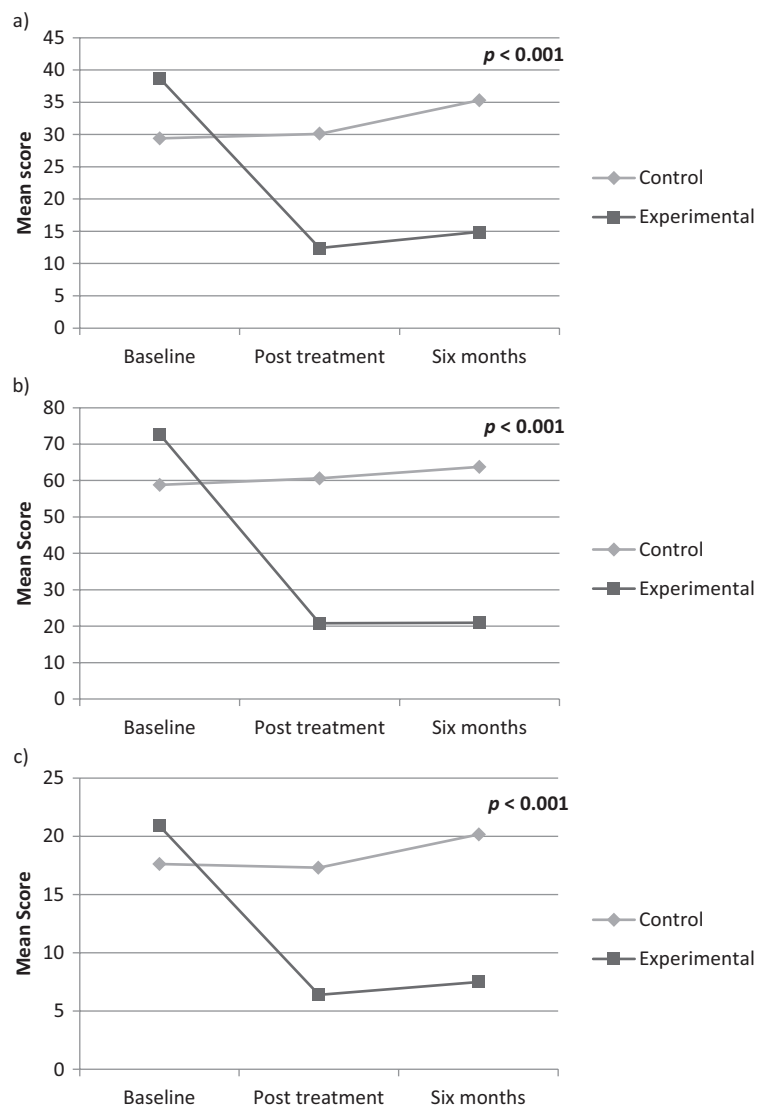 a)
45
40
35
30
25
20
15
10
5
0
Mean score
p < 0.001
Control
Experimental
Baseline Post treatment Six months
b)
80
70
60
50
40
30
20
10
0
Mean Score
p < 0.001
Control
Experimental
Baseline Post treatment Six months
c)
25
20
15
10
5
0
Mean Score
p < 0.001
Control
Experimental
Baseline Post treatment Six months